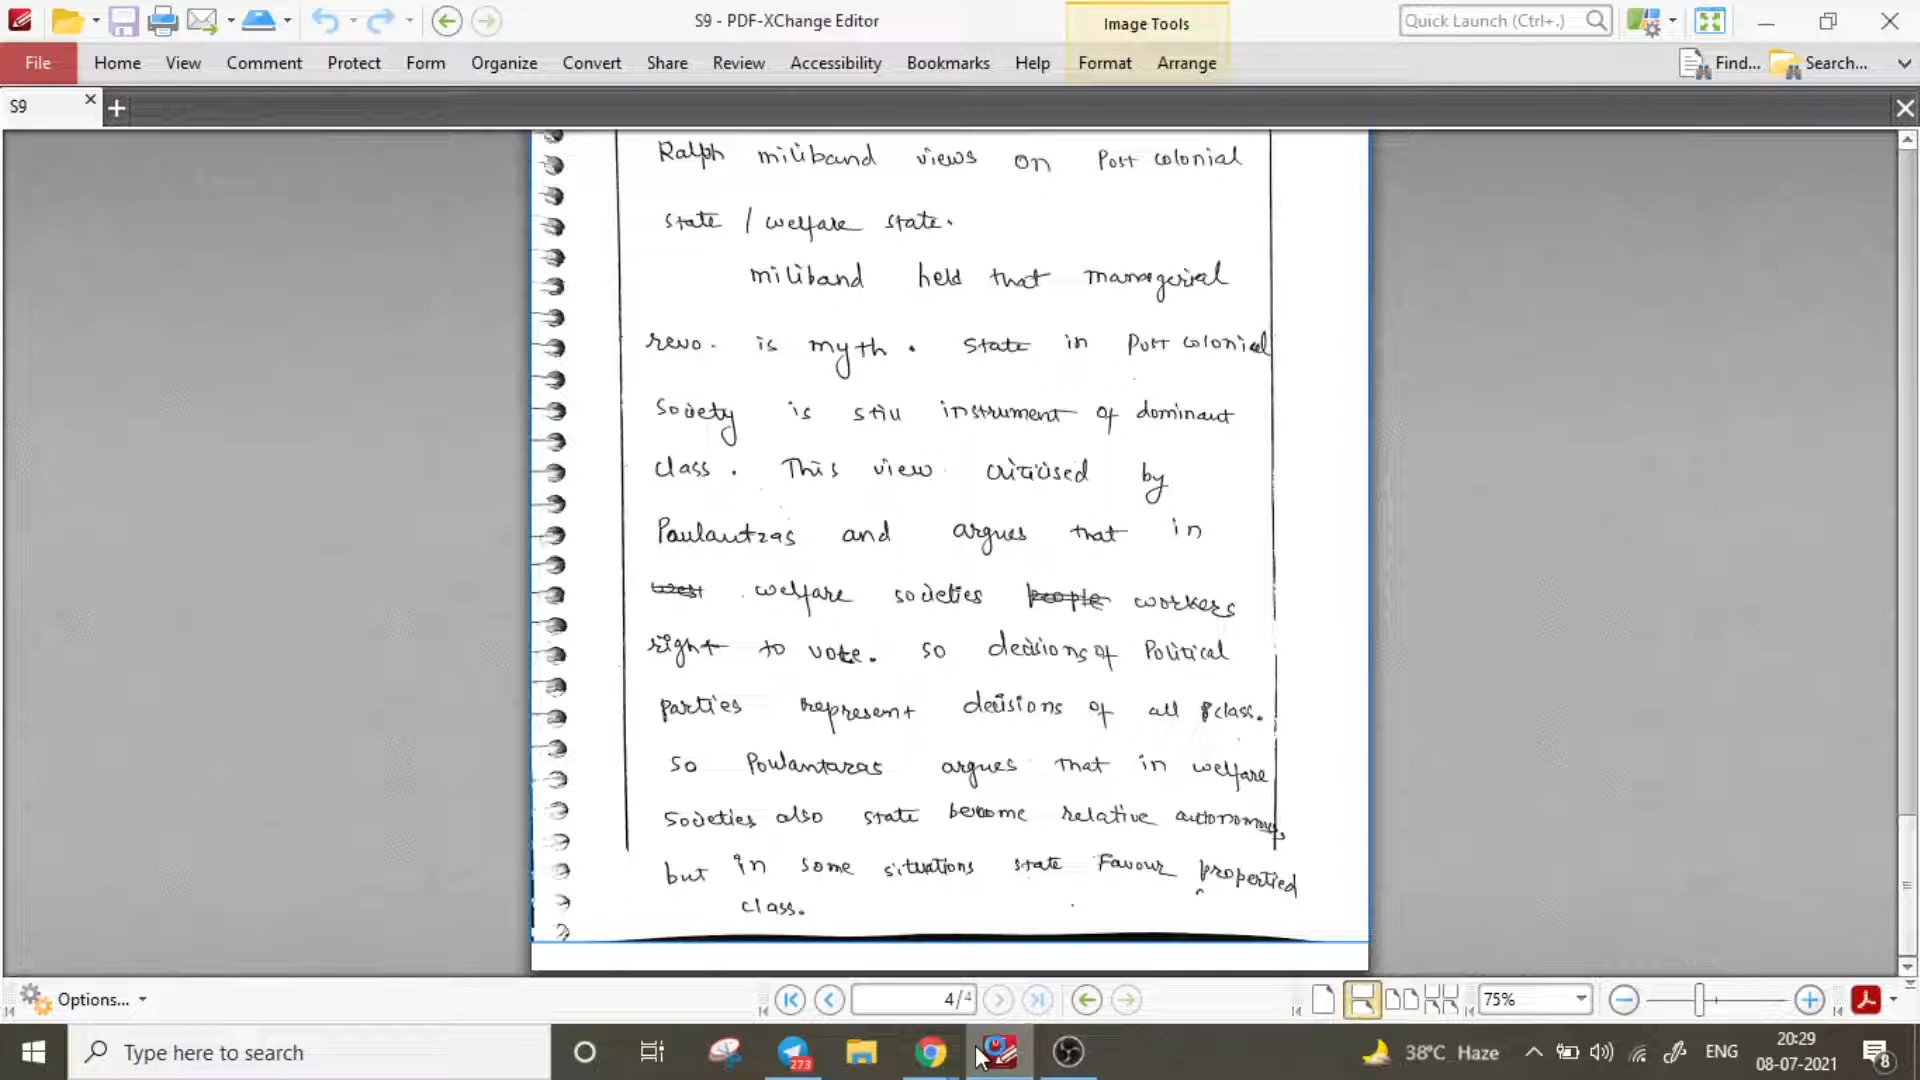 S9 - PDF-XChange Editor
Image Tools
Quick Launch (Ctrl+.)
File Home View Comment Protect Form Organize Convert Share Review Accessibility Bookmarks Help Format Arrange Find... Search...
S9
Ralph miliband views on Post colonial
state / welfare state.
miliband held that managerial
revo. is myth. state in Post colonial
Society is still instrument of dominant
class. This view criticised by
Poulantzas and argues that in
west welfare societies people workers
right to vote. so decisions of Political
parties represent decisions of all class.
so Poulantazas argues that in welfare
Societies also state become relative autonomous,
but in some situations state Favour propertied
class.
Options...
4/4
75%
Type here to search
273
38°C Haze
ENG
20:29
08-07-2021
8